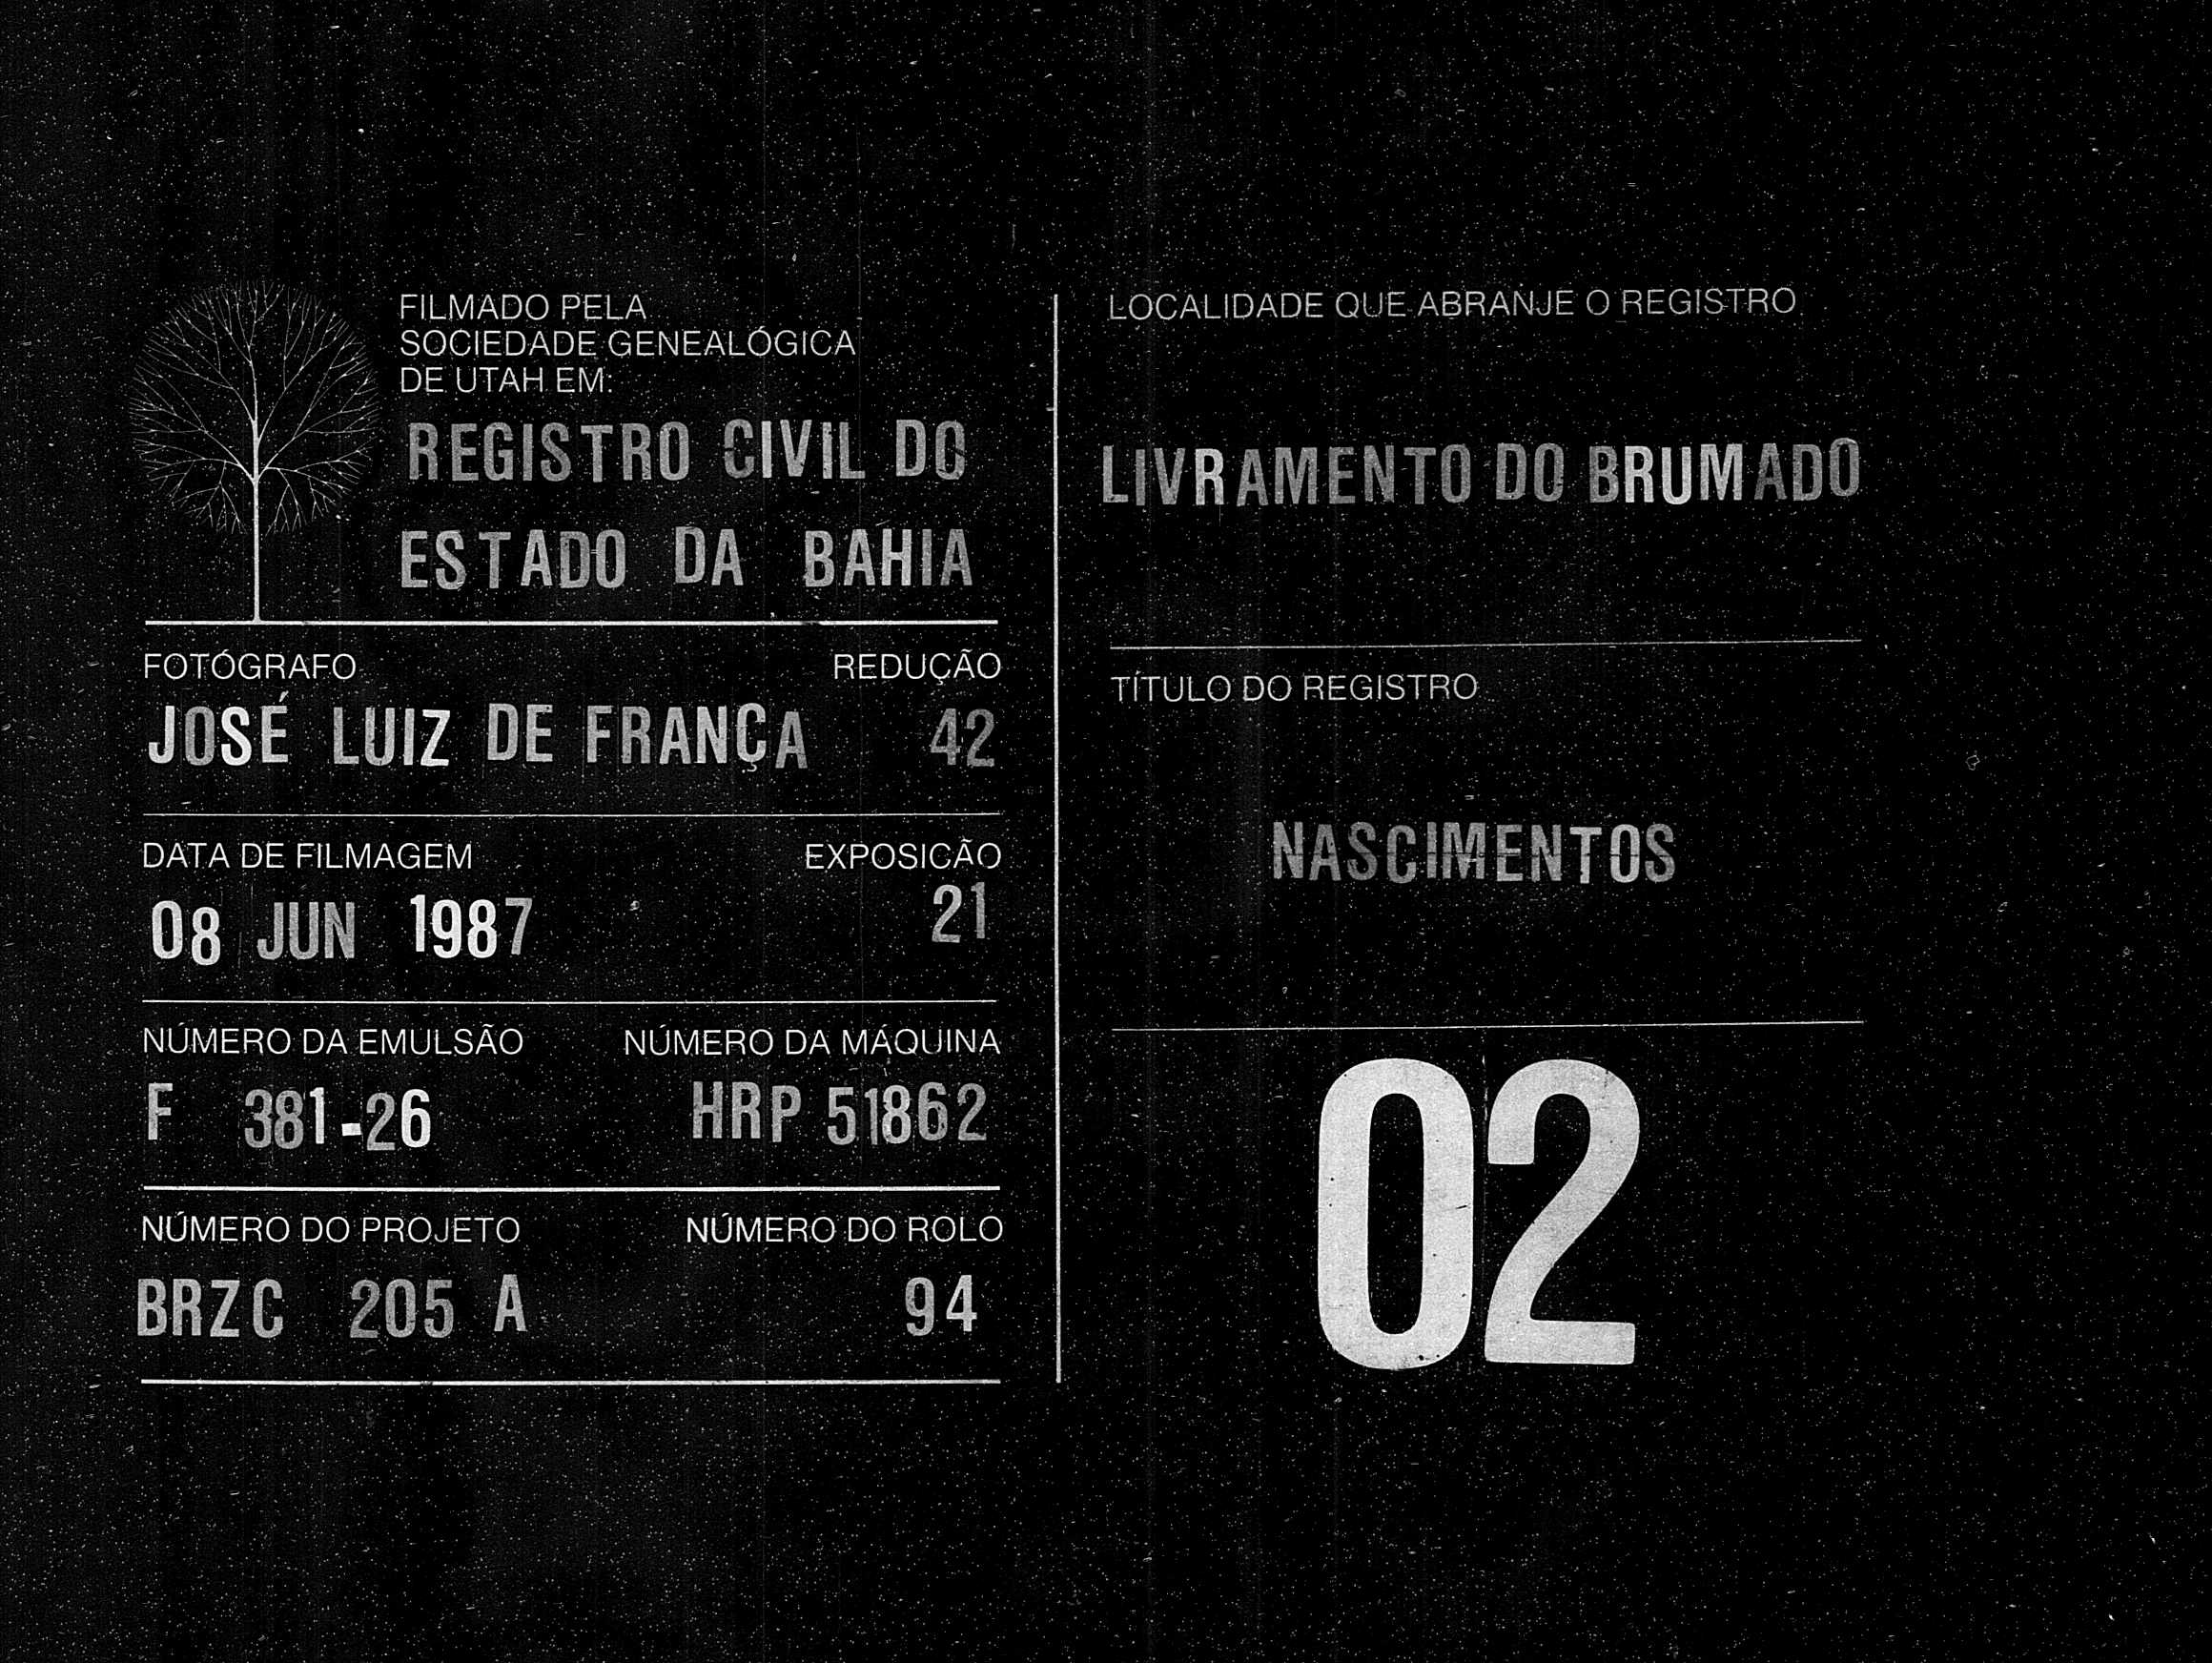 FILMADO PELA
SOCIEDADE GENEALÓGICA
DE UTAH EM:
REGISTRO CIVIL DO
ESTADO DA BAHIA
FOTÓGRAFO REDUÇÃO
JOSÉ LUIZ DE FRANÇA 42
DATA DE FILMAGEM EXPOSICÃO
08 JUN 1987 21
NÚMERO DA EMULSÃO NÚMERO DA MÁQUINA
F 381-26 HRP 51862
NÚMERO DO PROJETO NÚMERO DO ROLO
BRZC 205 A 94
LOCALIDADE QUE ABRANJE O REGISTRO
LIVRAMENTO DO BRUMADO
TÍTULO DO REGISTRO
NASCIMENTOS
02